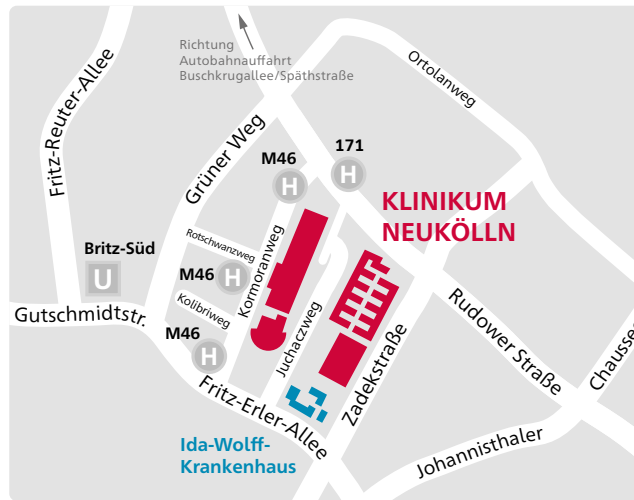 Richtung
Autobahnauffahrt
Buschkrugallee/Späthstraße
Ortolanweg
Fritz-Reuter-Allee
Grüner Weg
M46
H
171
H
KLINIKUM
NEUKÖLLN
Rotschwanzweg
Britz-Süd
U
M46
H
Kormoranweg
Kolibriweg
Gutschmidtstr.
M46
H
Juchaczweg
Rudower Straße
Chausse
Zadekstraße
Fritz-Erler-Allee
Johannisthaler
Ida-Wolff-
Krankenhaus